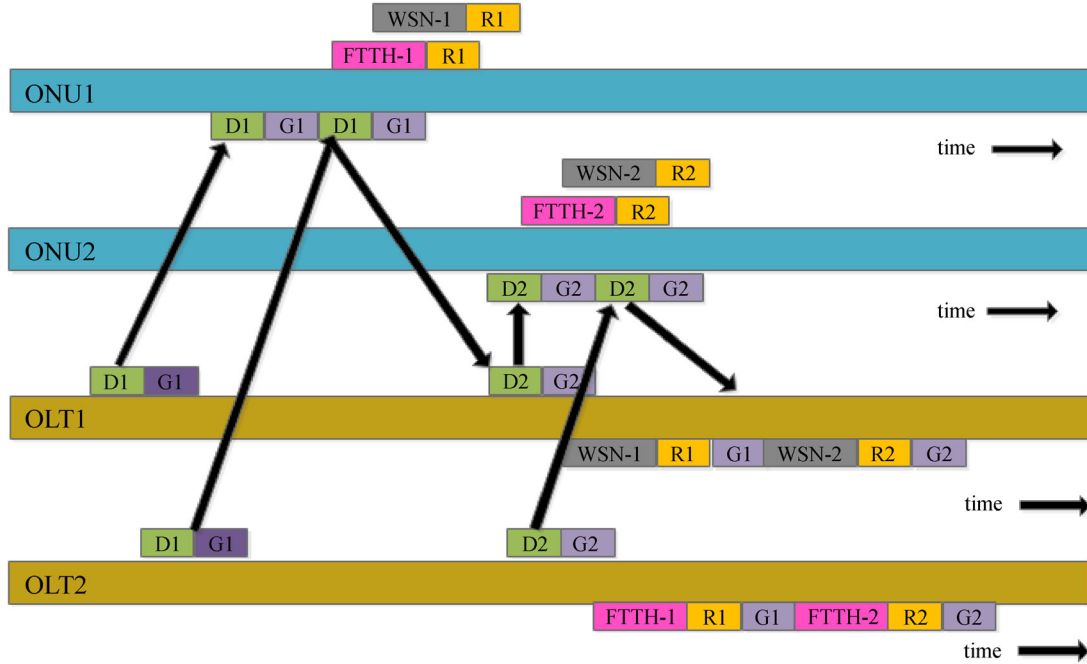 WSN-1 R1
FTTH-1 R1
ONU1
D1 G1 D1 G1
time
WSN-2 R2
FTTH-2 R2
ONU2
D2 G2 D2 G2
time
D1 G1 D2 G2
OLT1
WSN-1 R1 G1 WSN-2 R2 G2
time
D1 G1 D2 G2
OLT2
FTTH-1 R1 G1 FTTH-2 R2 G2
time